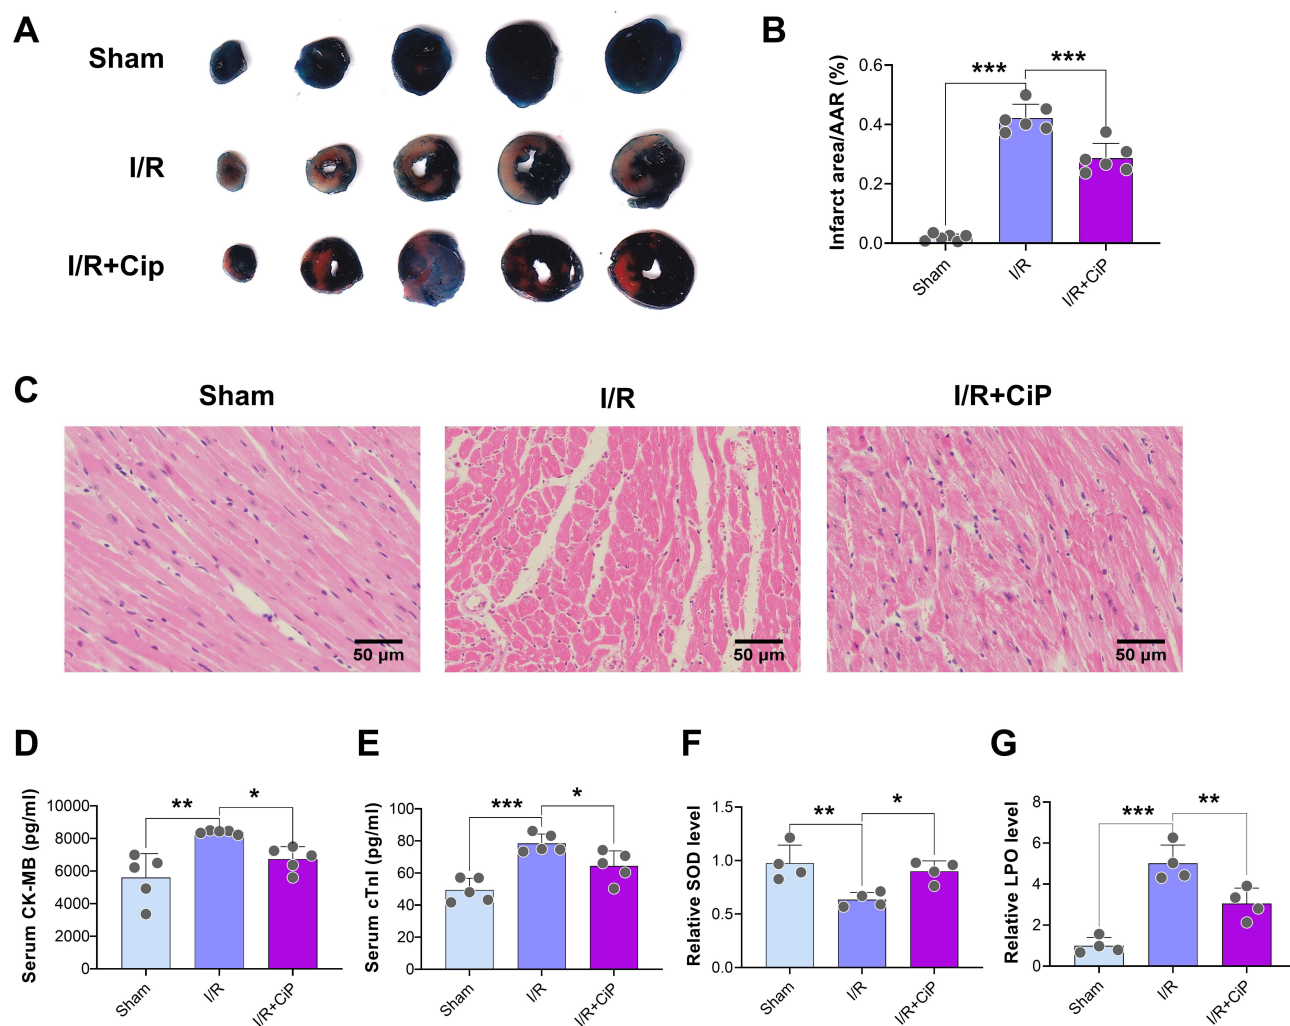 A
Sham
I/R
I/R+Cip
B
Infarct area/AAR (%)
0.6
0.4
0.2
0.0
***
***
Sham
I/R
I/R+CiP
C
Sham
I/R
I/R+CiP
50 μm
50 μm
50 μm
D
Serum CK-MB (pg/ml)
10000
8000
6000
4000
2000
0
**
*
Sham
I/R
I/R+CiP
E
Serum cTnI (pg/ml)
100
80
60
40
20
0
***
*
Sham
I/R
I/R+CiP
F
Relative SOD level
1.5
1.0
0.5
0.0
**
*
Sham
I/R
I/R+CiP
G
Relative LPO level
8
6
4
2
0
***
**
Sham
I/R
I/R+CiP